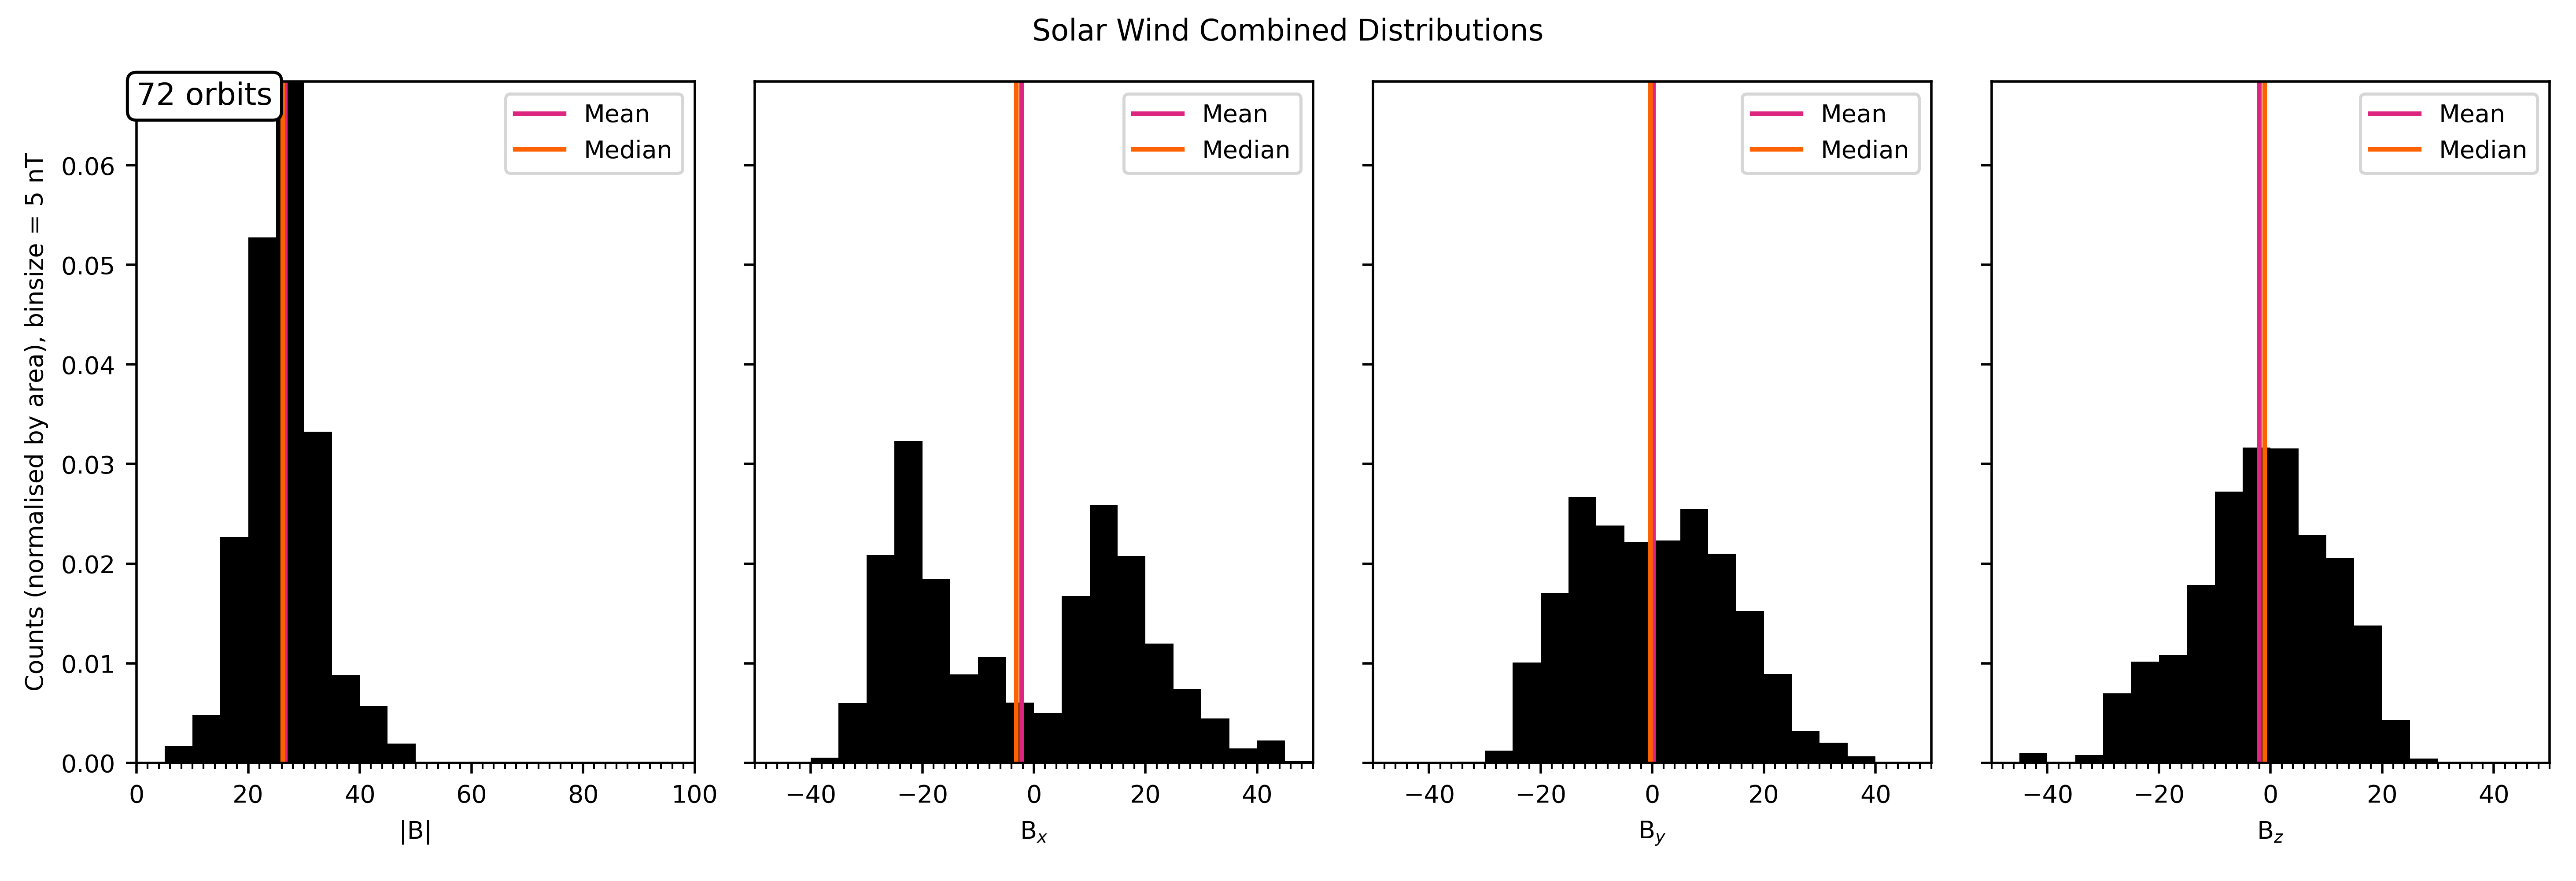 Solar Wind Combined Distributions
72 orbits
Counts (normalised by area), binsize = 5 nT
0.06
0.05
0.04
0.03
0.02
0.01
0.00
0 20 40 60 80 100
|B|
Mean
Median
−40 −20 0 20 40
Bₓ
Mean
Median
−40 −20 0 20 40
B_y
Mean
Median
−40 −20 0 20 40
B_z
Mean
Median